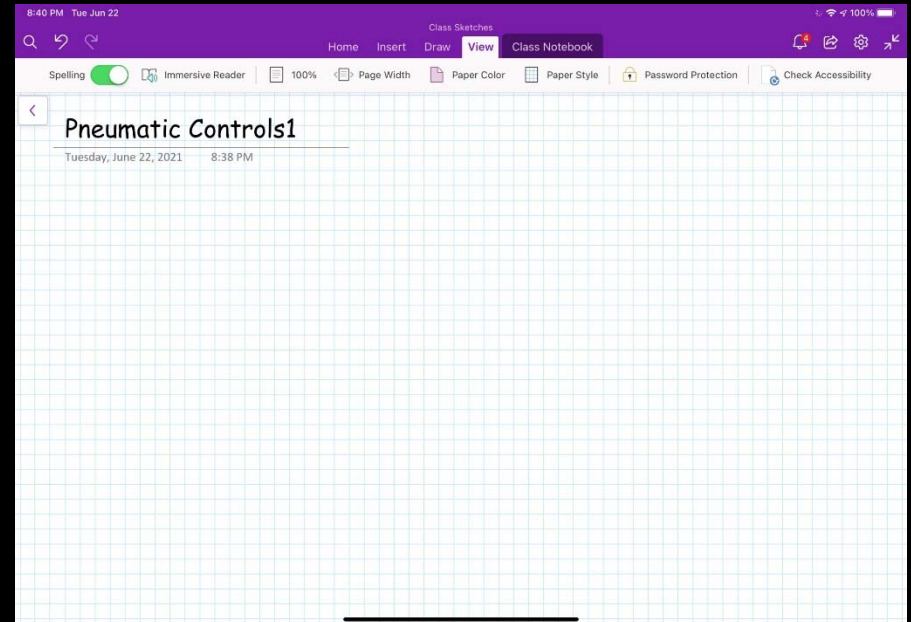 8:40 PM Tue Jun 22
100%
Class Sketches
Home Insert Draw View Class Notebook
4
Spelling Immersive Reader 100% Page Width Paper Color Paper Style Password Protection Check Accessibility
Pneumatic Controls1
Tuesday, June 22, 2021 8:38 PM